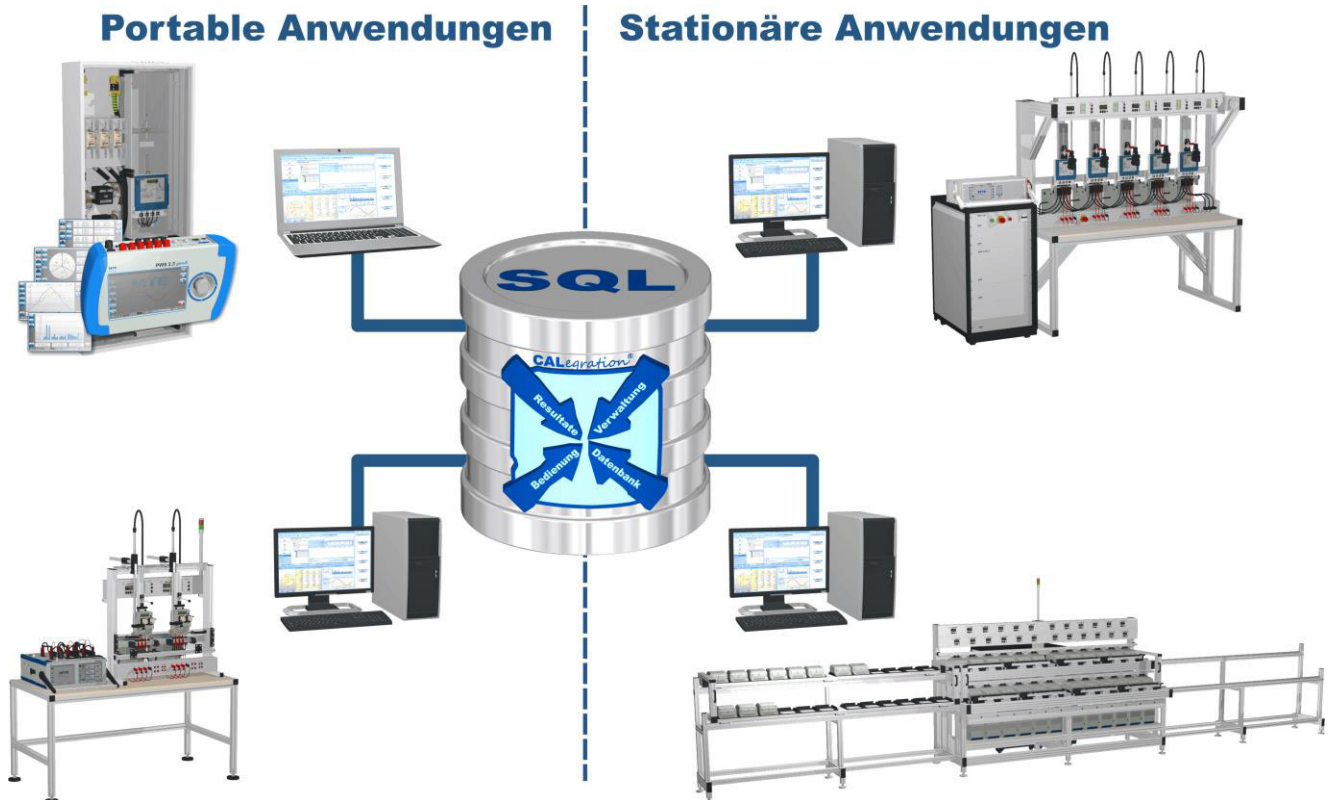 Portable Anwendungen
Stationäre Anwendungen
SQL
CALegration®
Resultate
Verwaltung
Bedienung
Datenbank